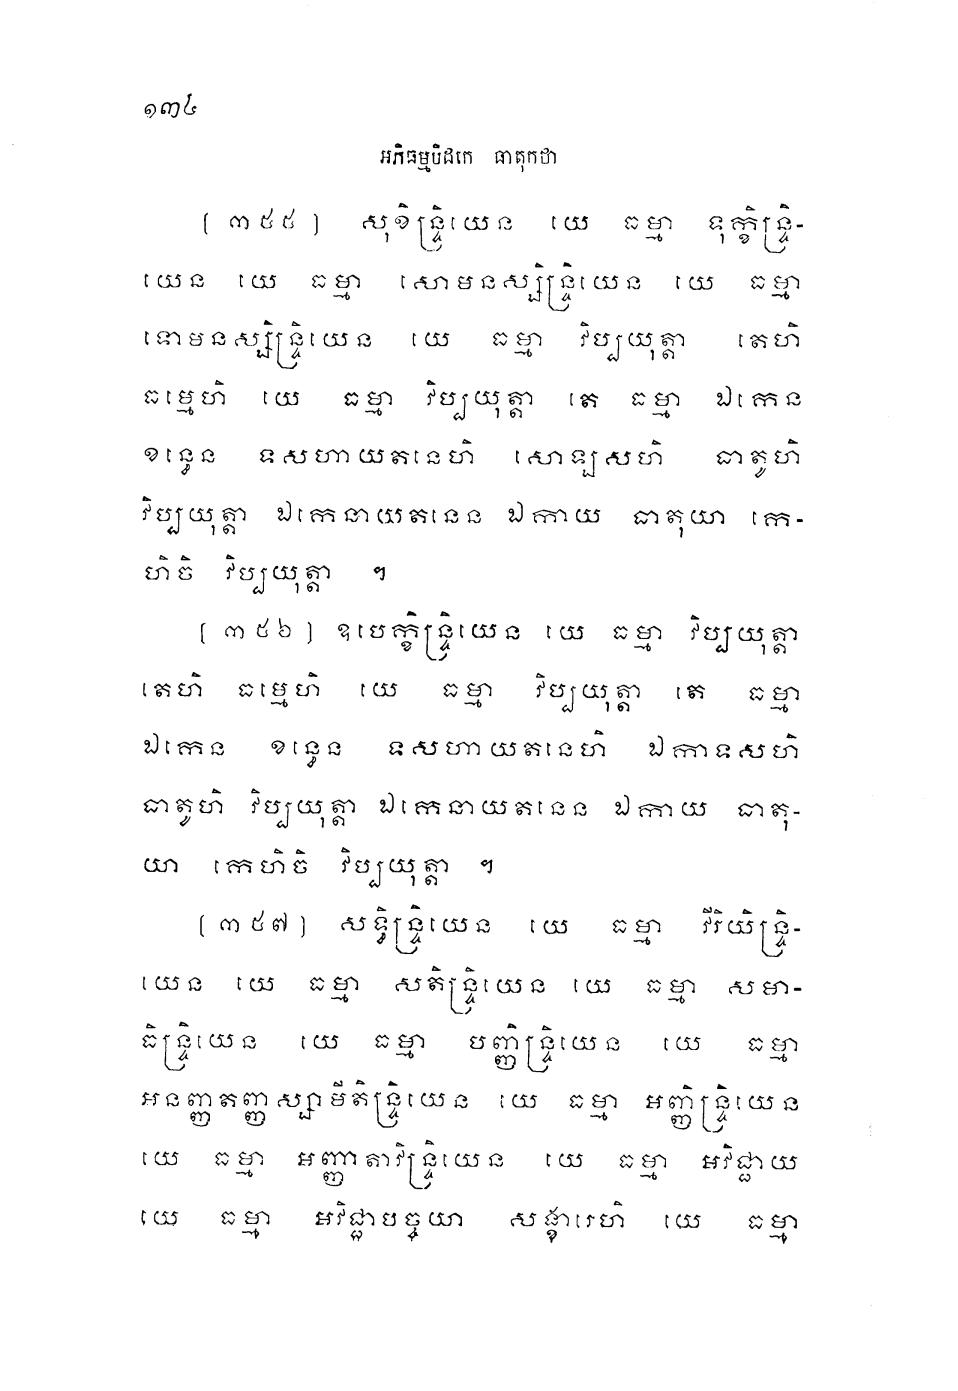 ១៣៤
អភិធម្មបិដកេ ធាតុកថា
[ ៣៥៥ ] សុខិន្ទ្រិយេន យេ ធម្មា ទុក្ខិន្ទ្រិ-
យេន យេ ធម្មា សោមនស្សិន្ទ្រិយេន យេ ធម្មា
ទោមនស្សិន្ទ្រិយេន យេ ធម្មា វិប្បយុត្តា តេហិ
ធម្មេហិ យេ ធម្មា វិប្បយុត្តា តេ ធម្មា ឯកេន
ខន្ធេន ទសហាយតនេហិ សោឡសហិ ធាតូហិ
វិប្បយុត្តា ឯកេនាយតនេន ឯកាយ ធាតុយា កេ-
ហិចិ វិប្បយុត្តា ។
[ ៣៥៦ ] ឧបេក្ខិន្ទ្រិយេន យេ ធម្មា វិប្បយុត្តា
តេហិ ធម្មេហិ យេ ធម្មា វិប្បយុត្តា តេ ធម្មា
ឯកេន ខន្ធេន ទសហាយតនេហិ ឯកាទសហិ
ធាតូហិ វិប្បយុត្តា ឯកេនាយតនេន ឯកាយ ធាតុ-
យា កេហិចិ វិប្បយុត្តា ។
[ ៣៥៧ ] សទ្ធិន្ទ្រិយេន យេ ធម្មា វីរិយិន្ទ្រិ-
យេន យេ ធម្មា សតិន្ទ្រិយេន យេ ធម្មា សមា-
ធិន្ទ្រិយេន យេ ធម្មា បញ្ញិន្ទ្រិយេន យេ ធម្មា
អនញ្ញតញ្ញស្សាមីតិន្ទ្រិយេន យេ ធម្មា អញ្ញិន្ទ្រិយេន
យេ ធម្មា អញ្ញាតាវិន្ទ្រិយេន យេ ធម្មា អវិជ្ជាយ
យេ ធម្មា អវិជ្ជាបច្ចយា សង្ខារេហិ យេ ធម្មា